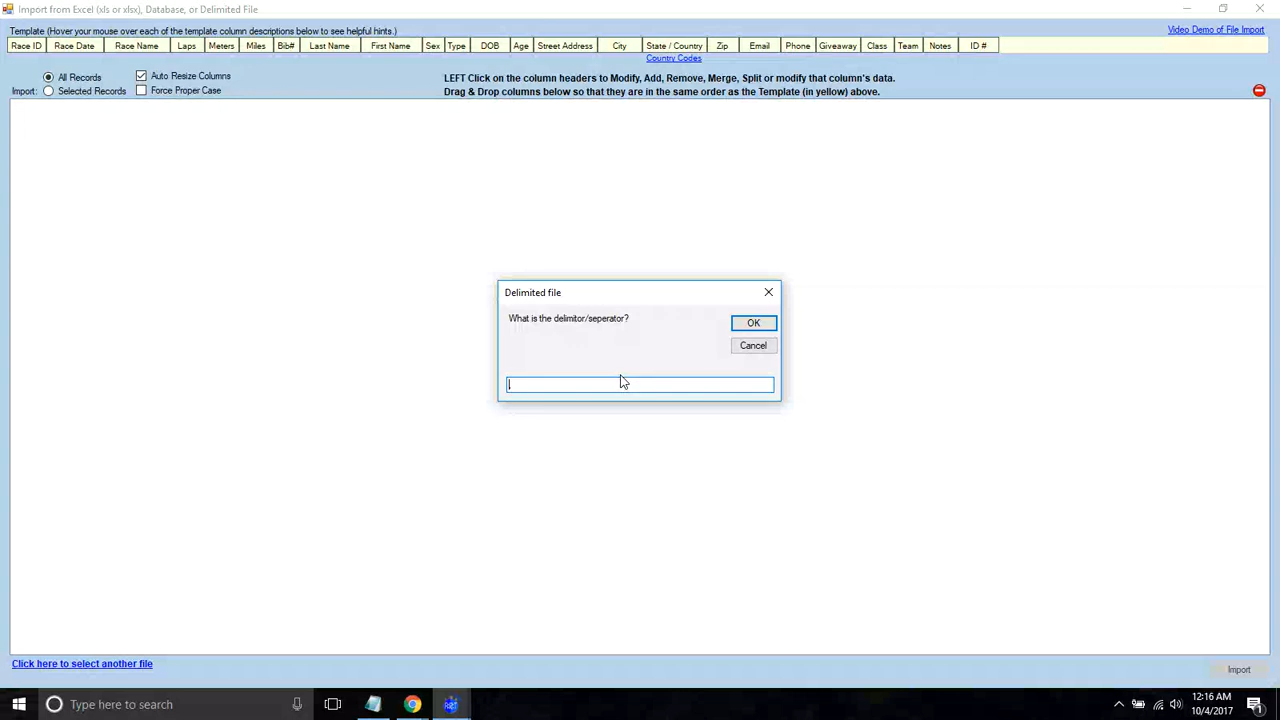 Import from Excel (xls or xlsx), Database, or Delimited File
Template (Hover your mouse over each of the template column descriptions below to see helpful hints.)
Video Demo of File Import
Race ID Race Date Race Name Laps Meters Miles Bib# Last Name First Name Sex Type DOB Age Street Address City State / Country Zip Email Phone Giveaway Class Team Notes ID #
Country Codes
All Records Auto Resize Columns LEFT Click on the column headers to Modify, Add, Remove, Merge, Split or modify that column's data.
Import: Selected Records Force Proper Case Drag & Drop columns below so that they are in the same order as the Template (in yellow) above.
Delimited file
What is the delimitor/seperator?
OK
Cancel
Click here to select another file
Import
Type here to search
12:16 AM
10/4/2017